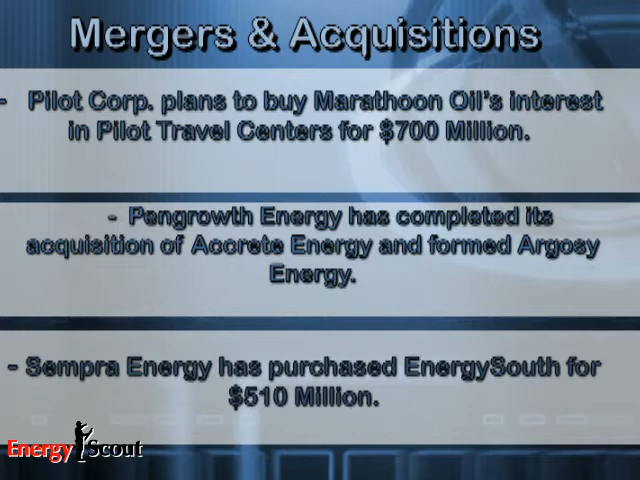 Mergers & Acquisitions
- Pilot Corp. plans to buy Marathoon Oil's interest
in Pilot Travel Centers for $700 Million.
- Pengrowth Energy has completed its
acquisition of Accrete Energy and formed Argosy
Energy.
- Sempra Energy has purchased EnergySouth for
$510 Million.
Energy Scout